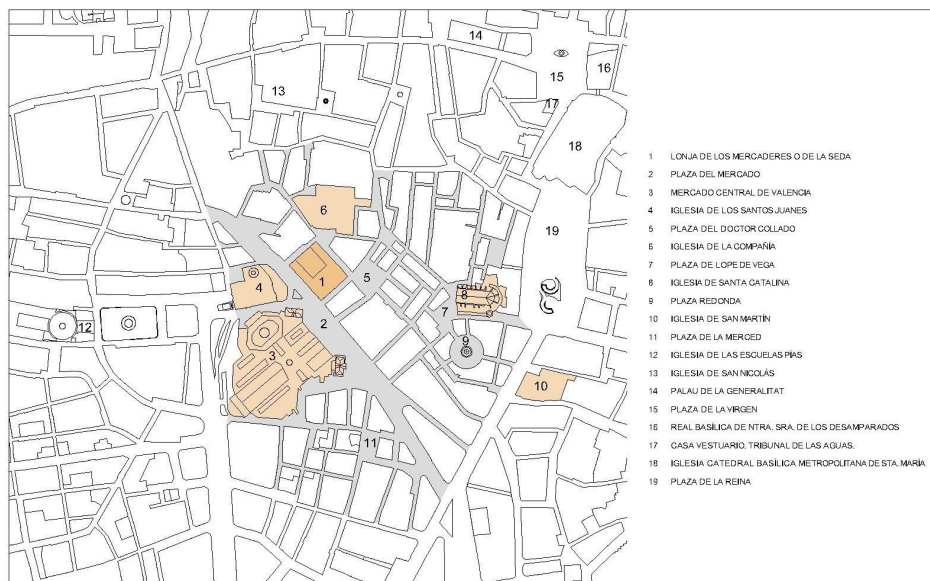 14
15
16
13
17
18
6
19
5
4
1
8
7
2
12
9
3
10
11
1 LONJA DE LOS MERCADERES O DE LA SEDA
2 PLAZA DEL MERCADO
3 MERCADO CENTRAL DE VALENCIA
4 IGLESIA DE LOS SANTOS JUANES
5 PLAZA DEL DOCTOR COLLADO
6 IGLESIA DE LA COMPAÑÍA
7 PLAZA DE LOPE DE VEGA
8 IGLESIA DE SANTA CATALINA
9 PLAZA REDONDA
10 IGLESIA DE SAN MARTÍN
11 PLAZA DE LA MERCED
12 IGLESIA DE LAS ESCUELAS PÍAS
13 IGLESIA DE SAN NICOLÁS
14 PALAU DE LA GENERALITAT
15 PLAZA DE LA VIRGEN
16 REAL BASÍLICA DE NTRA. SRA. DE LOS DESAMPARADOS
17 CASA VESTUARIO. TRIBUNAL DE LAS AGUAS.
18 IGLESIA CATEDRAL BASÍLICA METROPOLITANA DE STA. MARÍA
19 PLAZA DE LA REINA